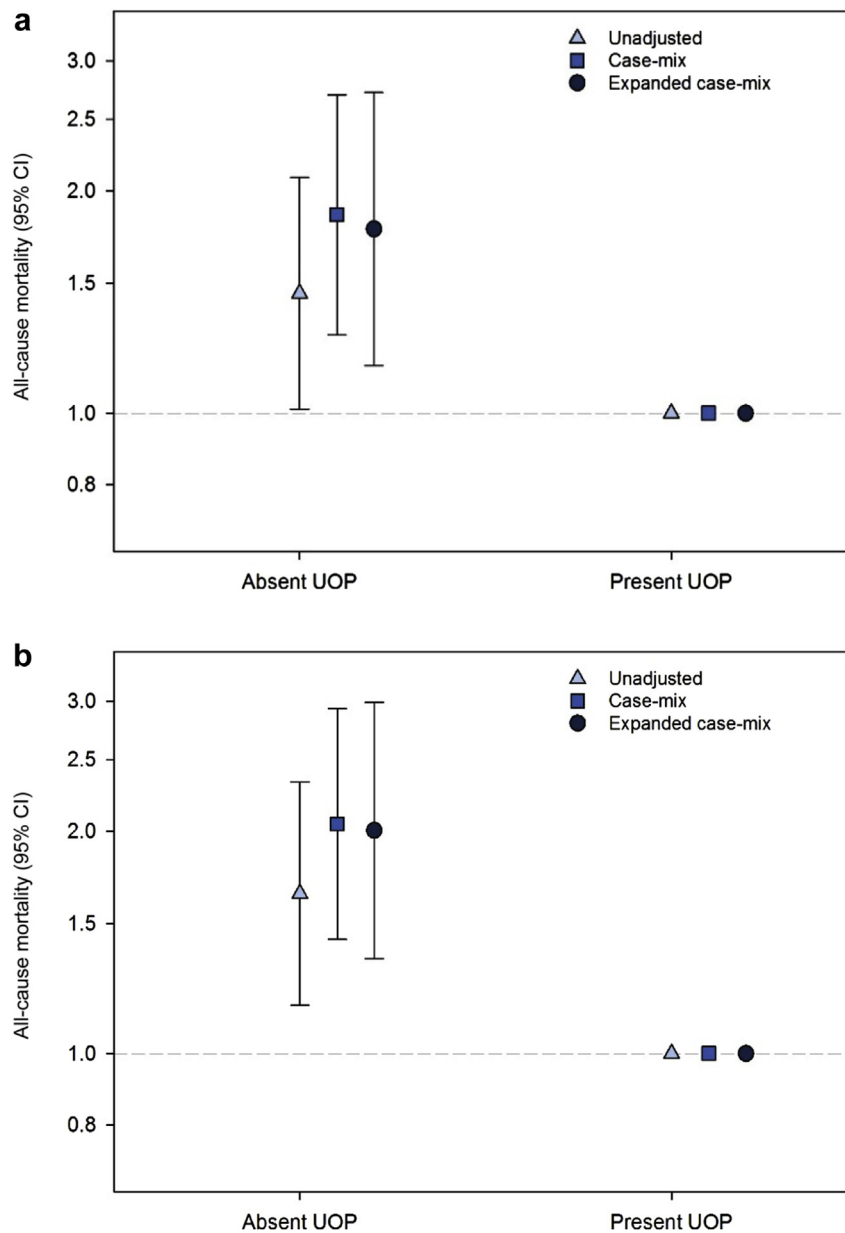 a
All-cause mortality (95% CI)
3.0
2.5
2.0
1.5
1.0
0.8
Unadjusted
Case-mix
Expanded case-mix
Absent UOP Present UOP
b
All-cause mortality (95% CI)
3.0
2.5
2.0
1.5
1.0
0.8
Unadjusted
Case-mix
Expanded case-mix
Absent UOP Present UOP